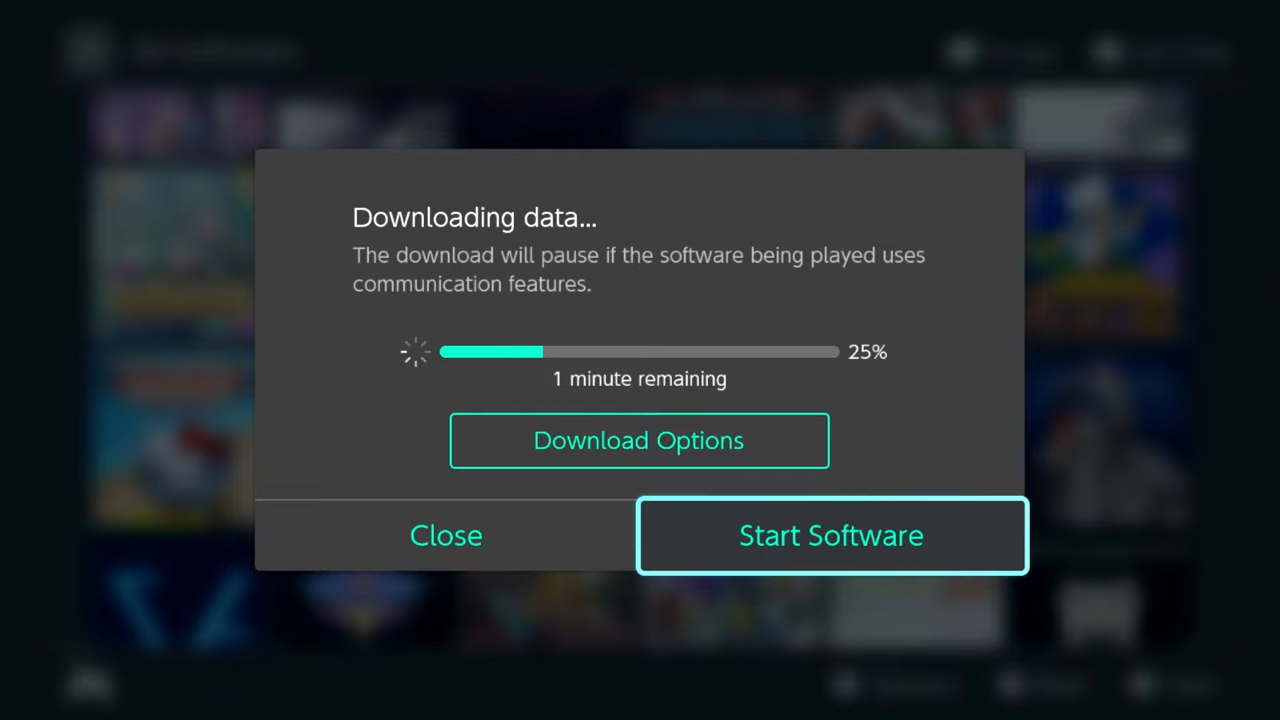 Downloading data...
The download will pause if the software being played uses
communication features.
25%
1 minute remaining
Download Options
Close
Start Software